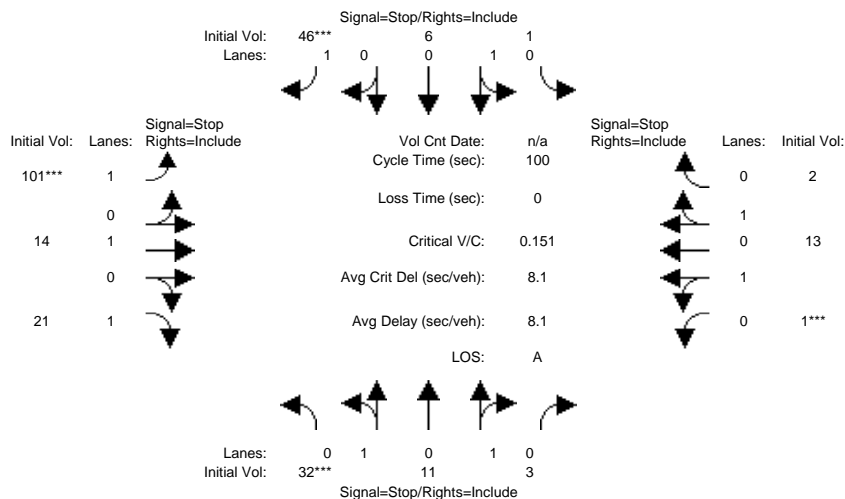 Signal=Stop/Rights=Include
Initial Vol: 46*** 6 1
Lanes: 1 0 0 1 0
Signal=Stop
Initial Vol: Lanes: Rights=Include
Vol Cnt Date: n/a
Signal=Stop
Rights=Include Lanes: Initial Vol:
Cycle Time (sec): 100
101*** 1
0 2
Loss Time (sec): 0
0
1
14 1
Critical V/C: 0.151
0 13
0
Avg Crit Del (sec/veh): 8.1
1
21 1
Avg Delay (sec/veh): 8.1
0 1***
LOS: A
Lanes: 0 1 0 1 0
Initial Vol: 32*** 11 3
Signal=Stop/Rights=Include